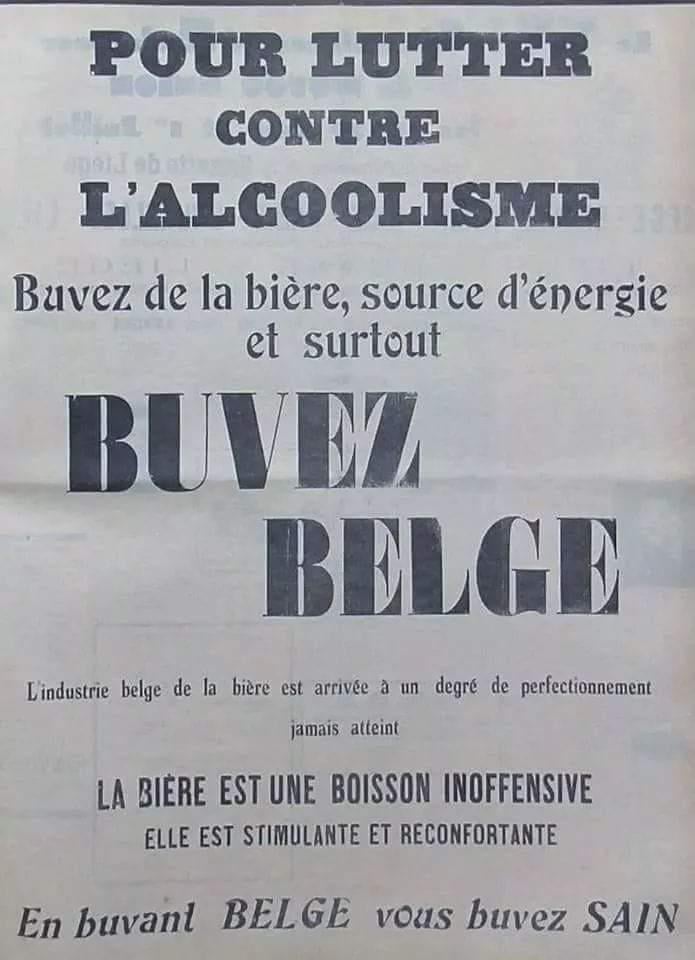 POUR LUTTER
CONTRE
L'ALCOOLISME
Buvez de la bière, source d'énergie
et surtout
BUVEZ
BELGE
L'industrie belge de la bière est arrivée à un degré de perfectionnement
jamais atteint
LA BIÈRE EST UNE BOISSON INOFFENSIVE
ELLE EST STIMULANTE ET RECONFORTANTE
En buvant BELGE vous buvez SAIN